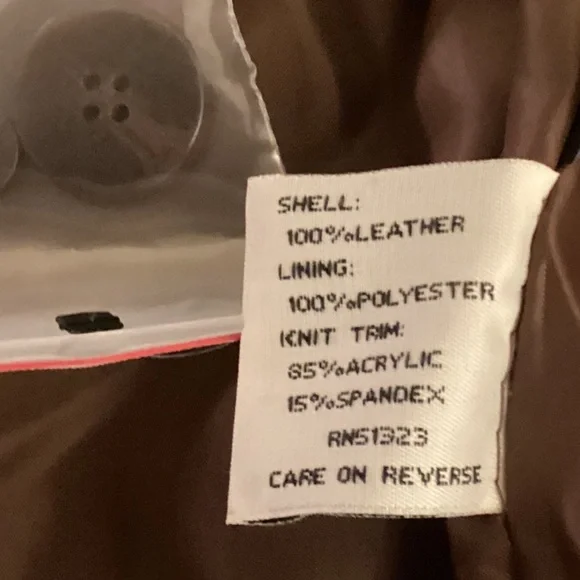 SHELL:
100%LEATHER
LINING:
100%POLYESTER
KNIT TRIM:
85%ACRYLIC
15%SPANDEX
RN51323
CARE ON REVERSE